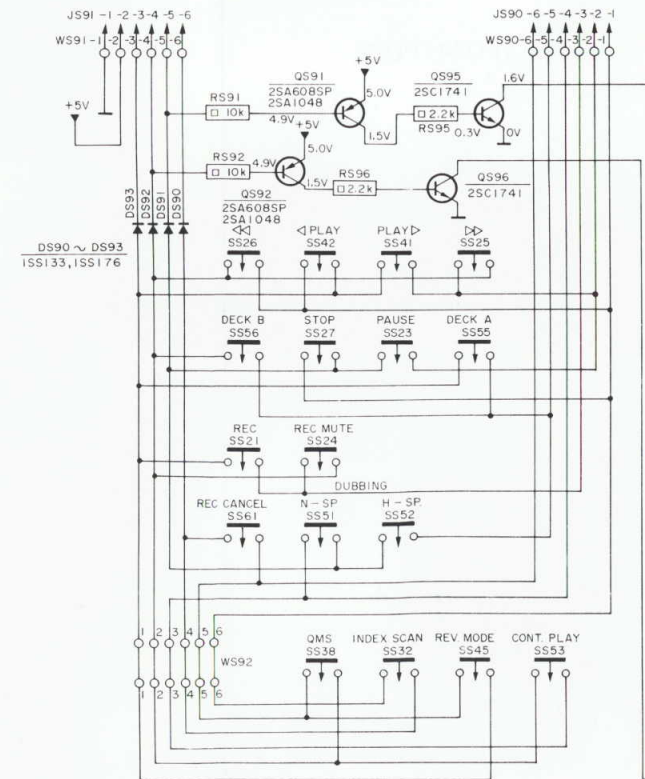 JS91 -1 -2 -3 -4 -5 -6
JS90 -6 -5 -4 -3 -2 -1
WS91 -1 -2 -3 -4 -5 -6
WS90 -6 -5 -4 -3 -2 -1
+5V
QS91
2SA608SP
2SA1048
+5V
5.0V
QS95
2SC1741
1.6V
RS91
10k
4.9V
1.5V
2.2k
RS95
0.3V
0V
+5V
5.0V
RS92
10k
4.9V
1.5V
RS96
2.2k
QS96
2SC1741
QS92
2SA608SP
2SA1048
DS93
DS92
DS91
DS90
DS90 ~ DS93
1SS133, 1SS176
◁◁
SS26
◁ PLAY
SS42
PLAY ▷
SS41
▷▷
SS25
DECK B
SS56
STOP
SS27
PAUSE
SS23
DECK A
SS55
REC
SS21
REC MUTE
SS24
DUBBING
REC CANCEL
SS61
N - SP
SS51
H - SP.
SS52
1 2 3 4 5 6
WS92
1 2 3 4 5 6
QMS
SS38
INDEX SCAN
SS32
REV. MODE
SS45
CONT. PLAY
SS53